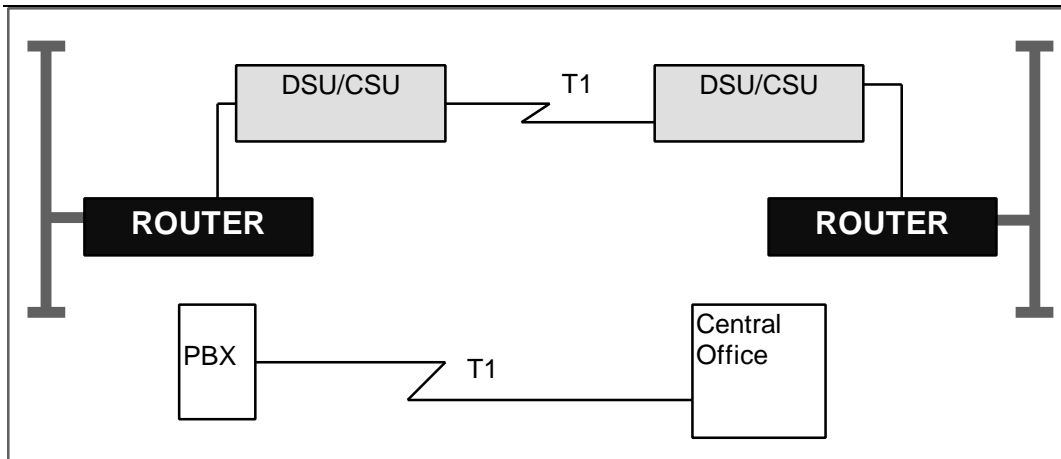 DSU/CSU
T1
DSU/CSU
ROUTER
ROUTER
PBX
T1
Central
Office